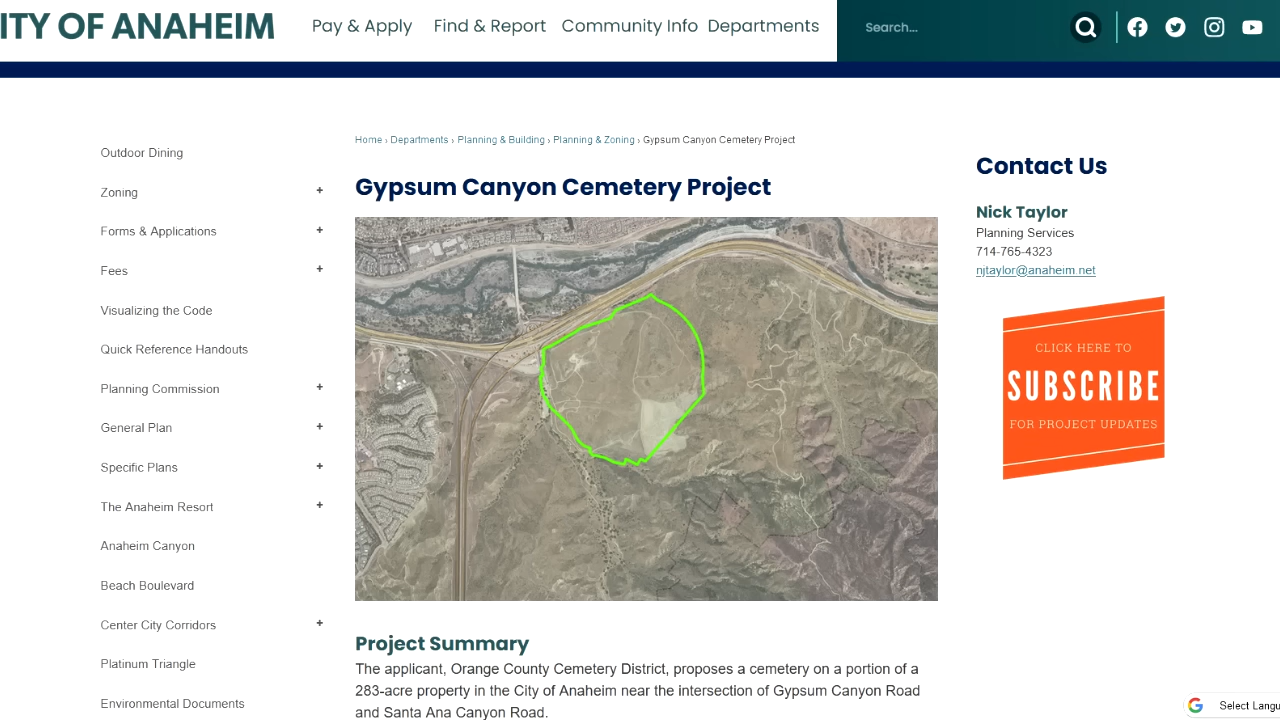 ITY OF ANAHEIM
Pay & Apply
Find & Report
Community Info
Departments
Search...
Outdoor Dining
Zoning +
Forms & Applications +
Fees +
Visualizing the Code
Quick Reference Handouts
Planning Commission +
General Plan +
Specific Plans +
The Anaheim Resort +
Anaheim Canyon
Beach Boulevard
Center City Corridors +
Platinum Triangle
Environmental Documents
Home › Departments › Planning & Building › Planning & Zoning › Gypsum Canyon Cemetery Project
Gypsum Canyon Cemetery Project
Project Summary
The applicant, Orange County Cemetery District, proposes a cemetery on a portion of a
283-acre property in the City of Anaheim near the intersection of Gypsum Canyon Road
and Santa Ana Canyon Road.
Contact Us
Nick Taylor
Planning Services
714-765-4323
njtaylor@anaheim.net
CLICK HERE TO
SUBSCRIBE
FOR PROJECT UPDATES
Select Langu